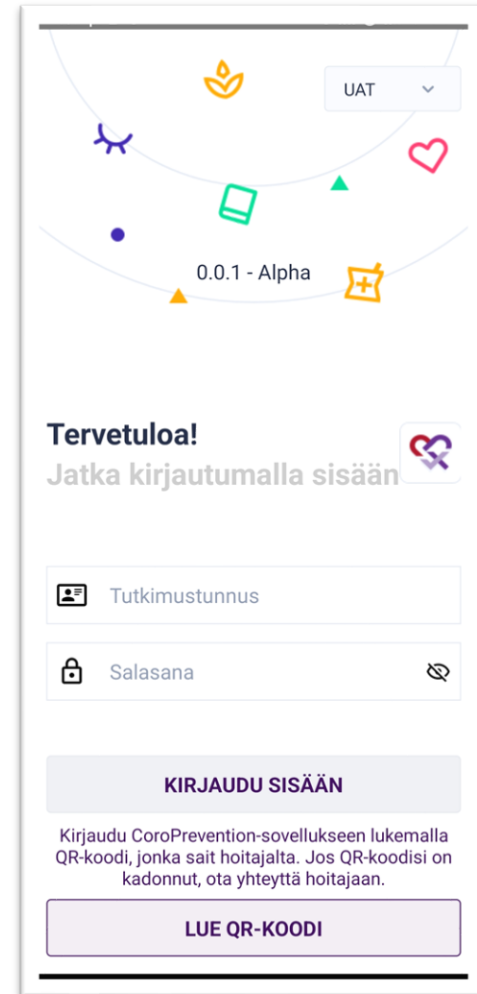 UAT
0.0.1 - Alpha
Tervetuloa!
Jatka kirjautumalla sisään
Tutkimustunnus
Salasana
KIRJAUDU SISÄÄN
Kirjaudu CoroPrevention-sovellukseen lukemalla
QR-koodi, jonka sait hoitajalta. Jos QR-koodisi on
kadonnut, ota yhteyttä hoitajaan.
LUE QR-KOODI